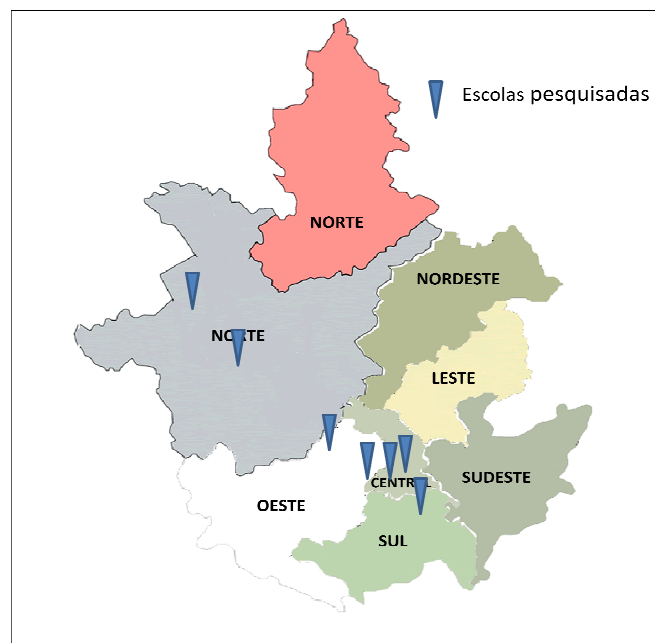 Escolas pesquisadas
NORTE
NORDESTE
NORTE
LESTE
SUDESTE
CENTRAL
OESTE
SUL